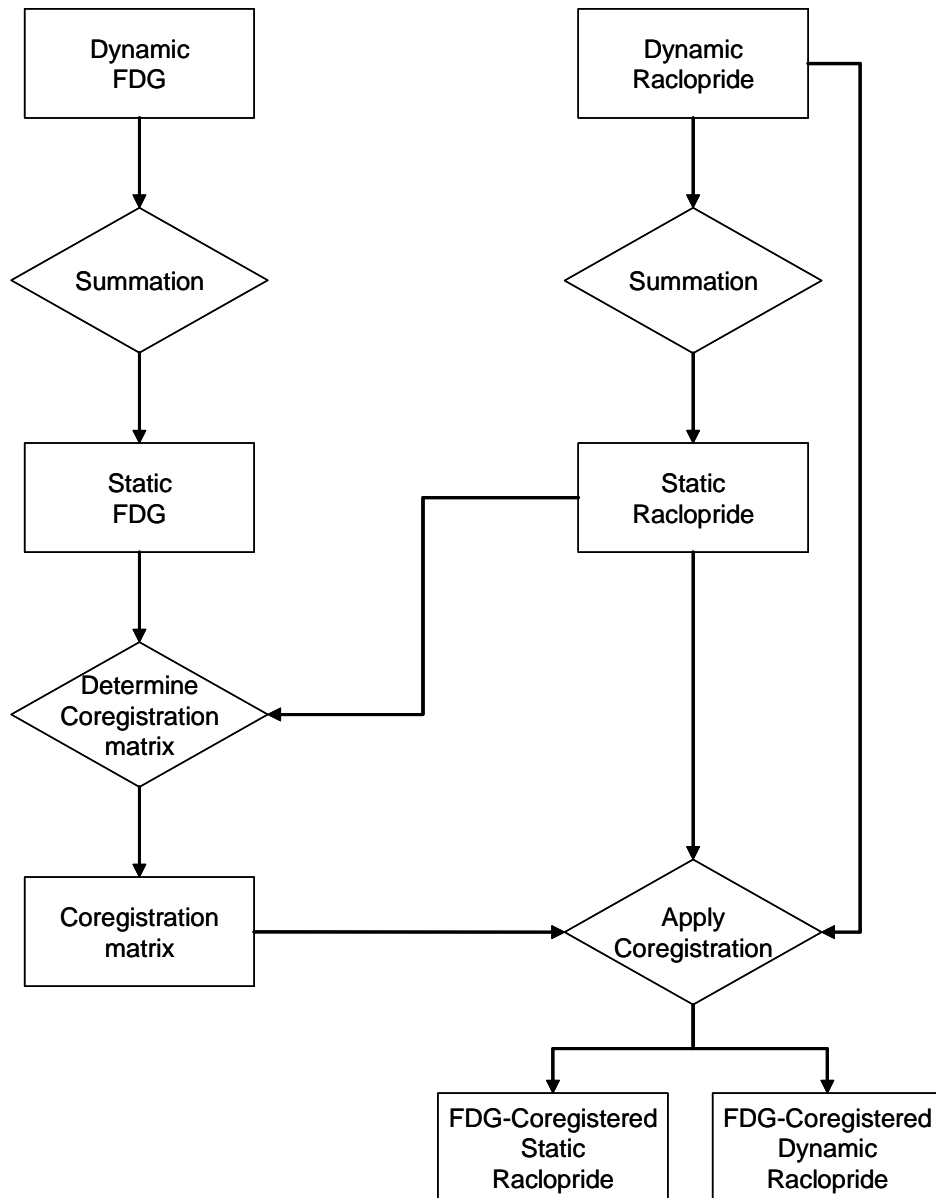 Dynamic
FDG
Dynamic
Raclopride
Summation
Summation
Static
FDG
Static
Raclopride
Determine
Coregistration
matrix
Coregistration
matrix
Apply
Coregistration
FDG-Coregistered
Static
Raclopride
FDG-Coregistered
Dynamic
Raclopride